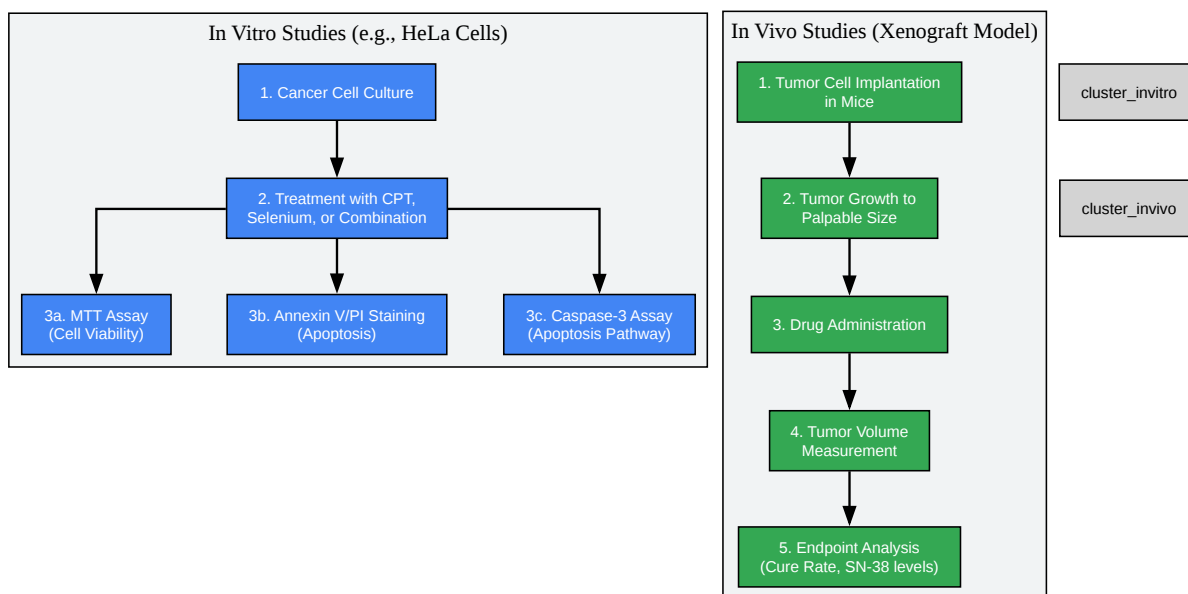 In Vitro Studies (e.g., HeLa Cells)
1. Cancer Cell Culture
2. Treatment with CPT,
Selenium, or Combination
3a. MTT Assay
(Cell Viability)
3b. Annexin V/PI Staining
(Apoptosis)
3c. Caspase-3 Assay
(Apoptosis Pathway)
In Vivo Studies (Xenograft Model)
1. Tumor Cell Implantation
in Mice
2. Tumor Growth to
Palpable Size
3. Drug Administration
4. Tumor Volume
Measurement
5. Endpoint Analysis
(Cure Rate, SN-38 levels)
cluster_invitro
cluster_invivo